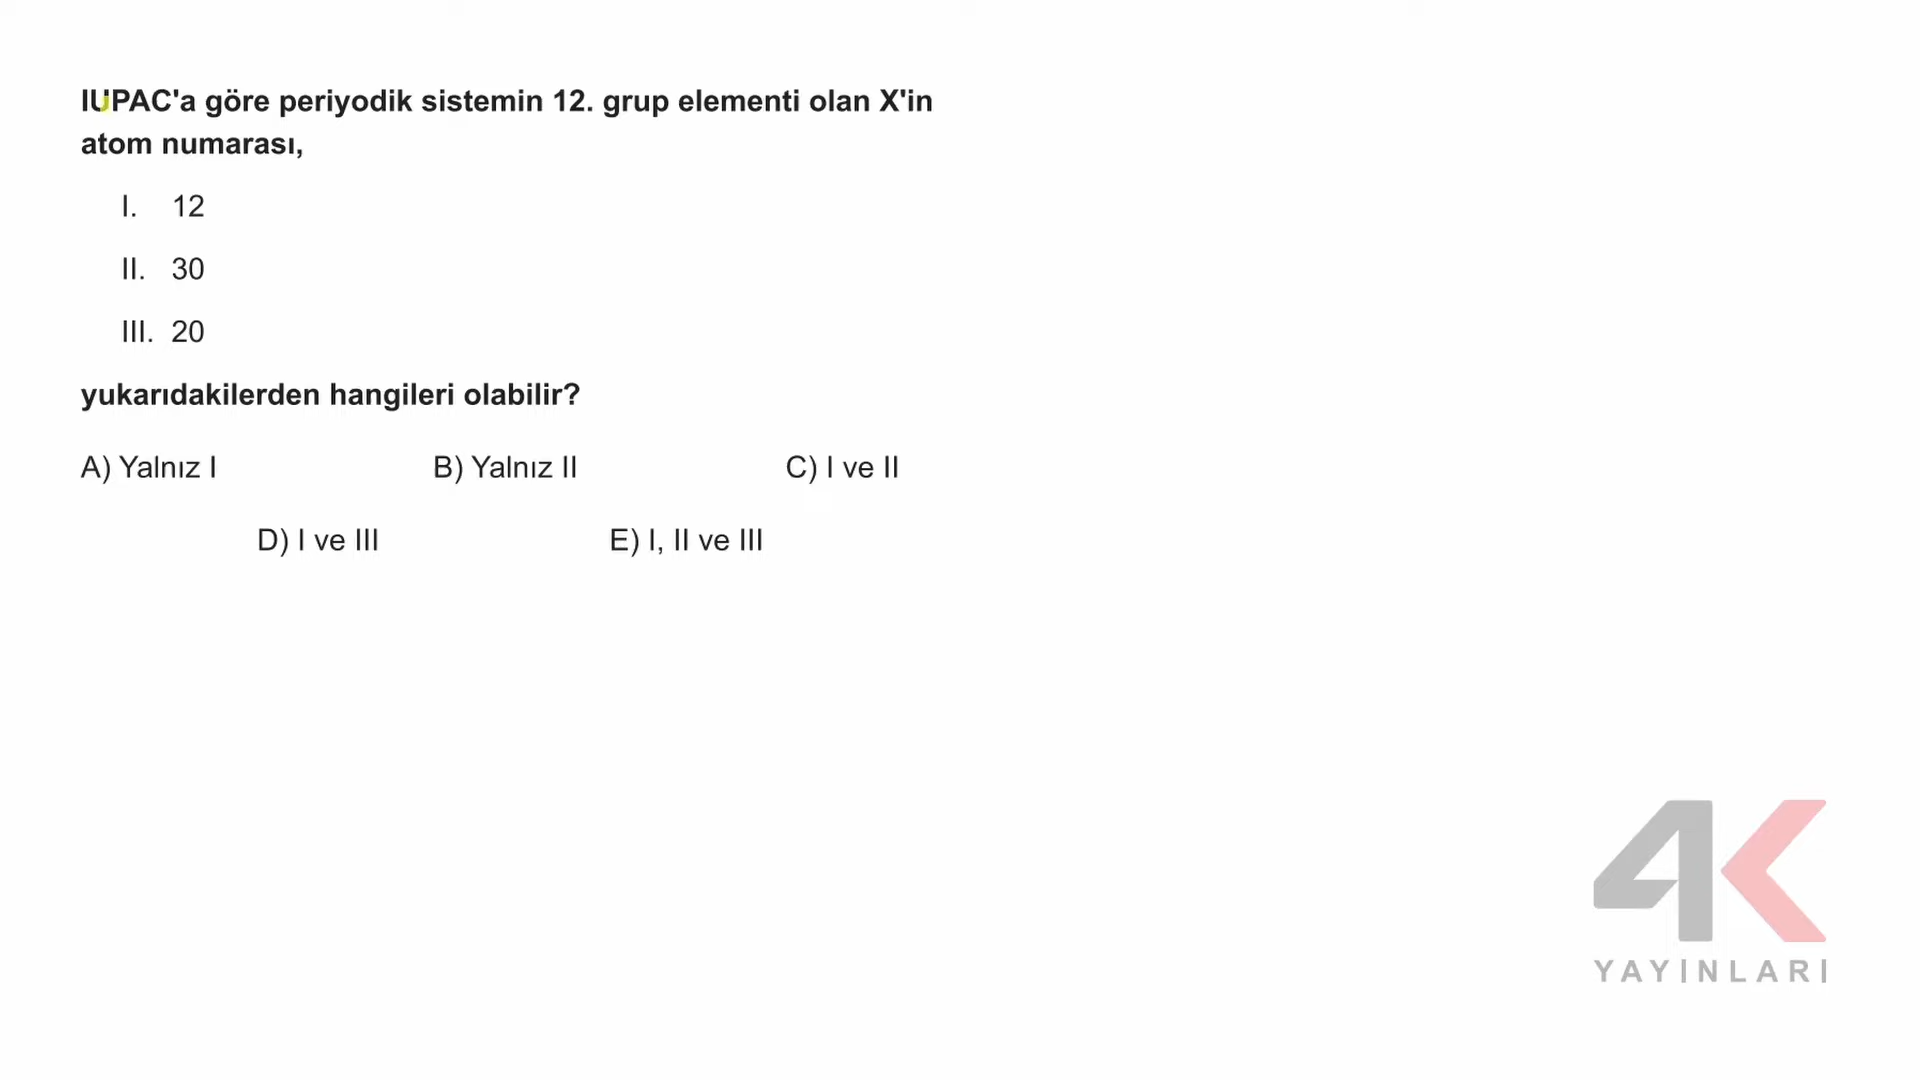 IUPAC'a göre periyodik sistemin 12. grup elementi olan X'in
atom numarası,
I. 12
II. 30
III. 20
yukarıdakilerden hangileri olabilir?
A) Yalnız I B) Yalnız II C) I ve II
D) I ve III E) I, II ve III
4K
YAYINLARI